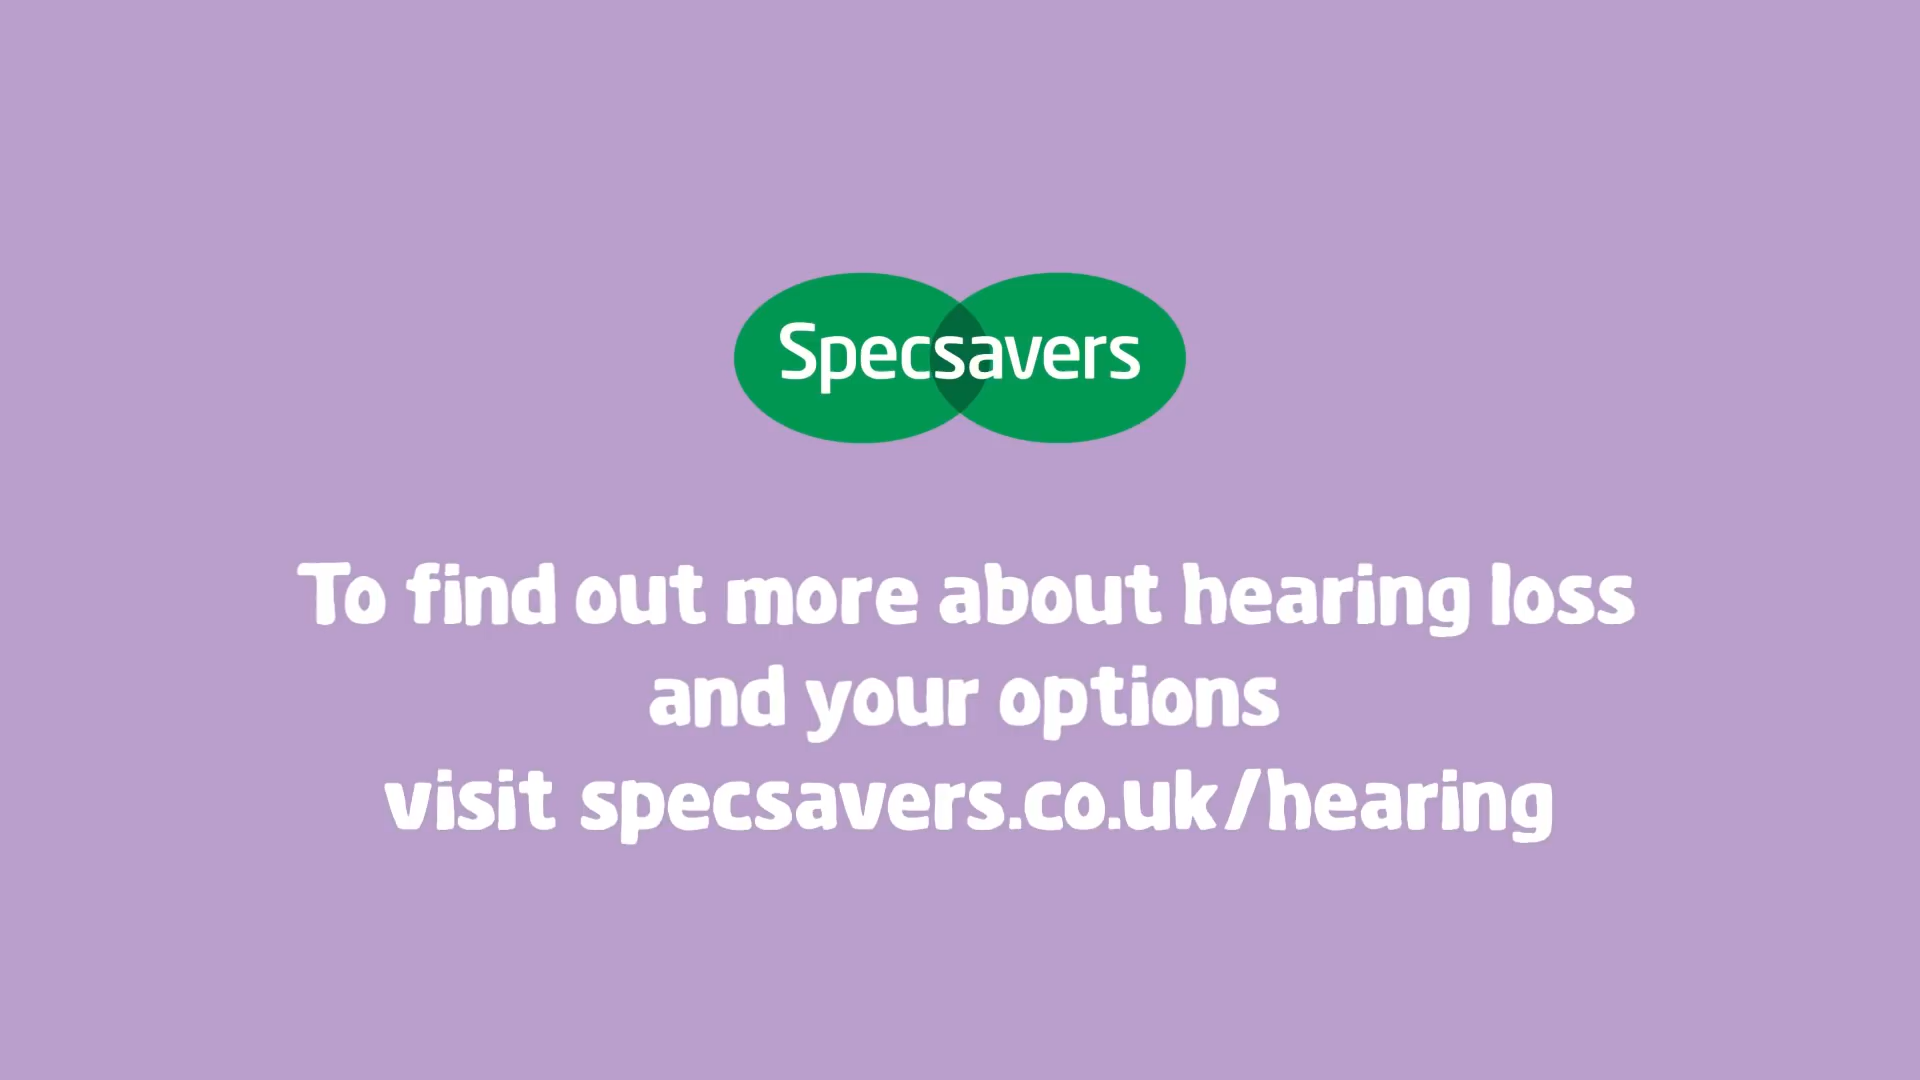 Specsavers
To find out more about hearing loss
and your options
visit specsavers.co.uk/hearing